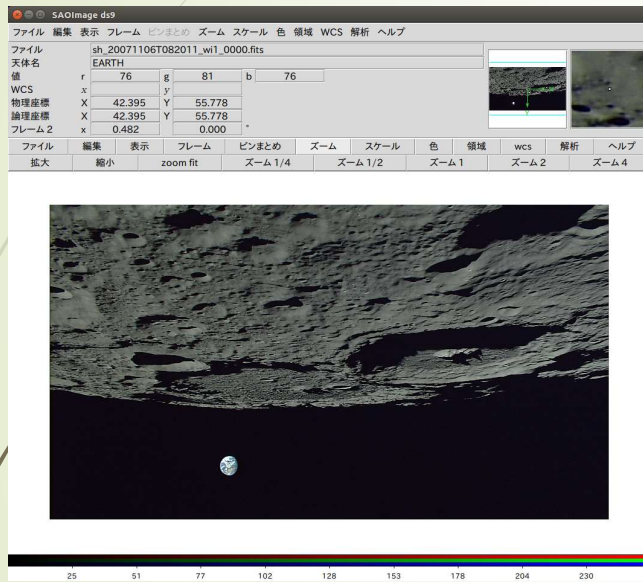 SAOImage ds9
ファイル 編集 表示 フレーム ビンまとめ ズーム スケール 色 領域 WCS 解析 ヘルプ
ファイル sh_20071106T082011_wi1_0000.fits
天体名 EARTH
値 r 76 g 81 b 76
WCS x y
物理座標 X 42.395 Y 55.778
論理座標 X 42.395 Y 55.778
フレーム 2 x 0.482 0.000 °
ファイル 編集 表示 フレーム ビンまとめ ズーム スケール 色 領域 wcs 解析 ヘルプ
拡大 縮小 zoom fit ズーム 1/4 ズーム 1/2 ズーム 1 ズーム 2 ズーム 4
25 51 77 102 128 153 178 204 230